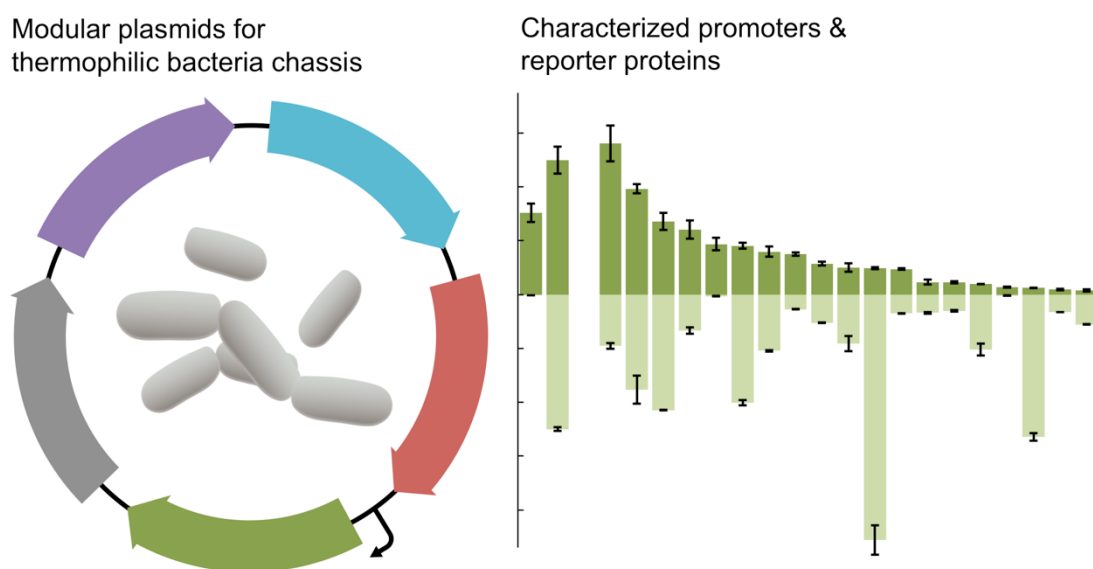 Modular plasmids for
thermophilic bacteria chassis
Characterized promoters &
reporter proteins